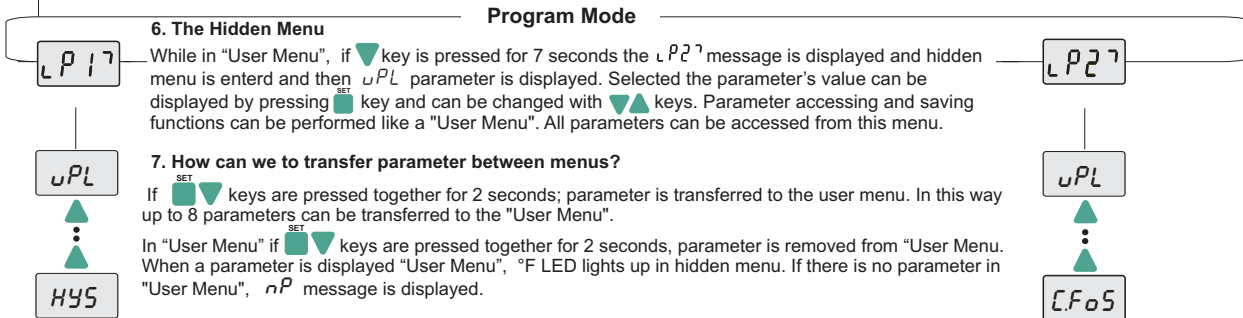 Program Mode
6. The Hidden Menu
While in “User Menu”, if key is pressed for 7 seconds the ꜒P2꜓ message is displayed and hidden
menu is enterd and then uPL parameter is displayed. Selected the parameter's value can be
SET
displayed by pressing key and can be changed with keys. Parameter accessing and saving
functions can be performed like a "User Menu". All parameters can be accessed from this menu.
7. How can we to transfer parameter between menus?
SET
If keys are pressed together for 2 seconds; parameter is transferred to the user menu. In this way
up to 8 parameters can be transferred to the "User Menu".
SET
In “User Menu” if keys are pressed together for 2 seconds, parameter is removed from “User Menu.
When a parameter is displayed “User Menu”, °F LED lights up in hidden menu. If there is no parameter in
"User Menu", nP message is displayed.
P1
uPL
HYS
P2
uPL
C.FoS